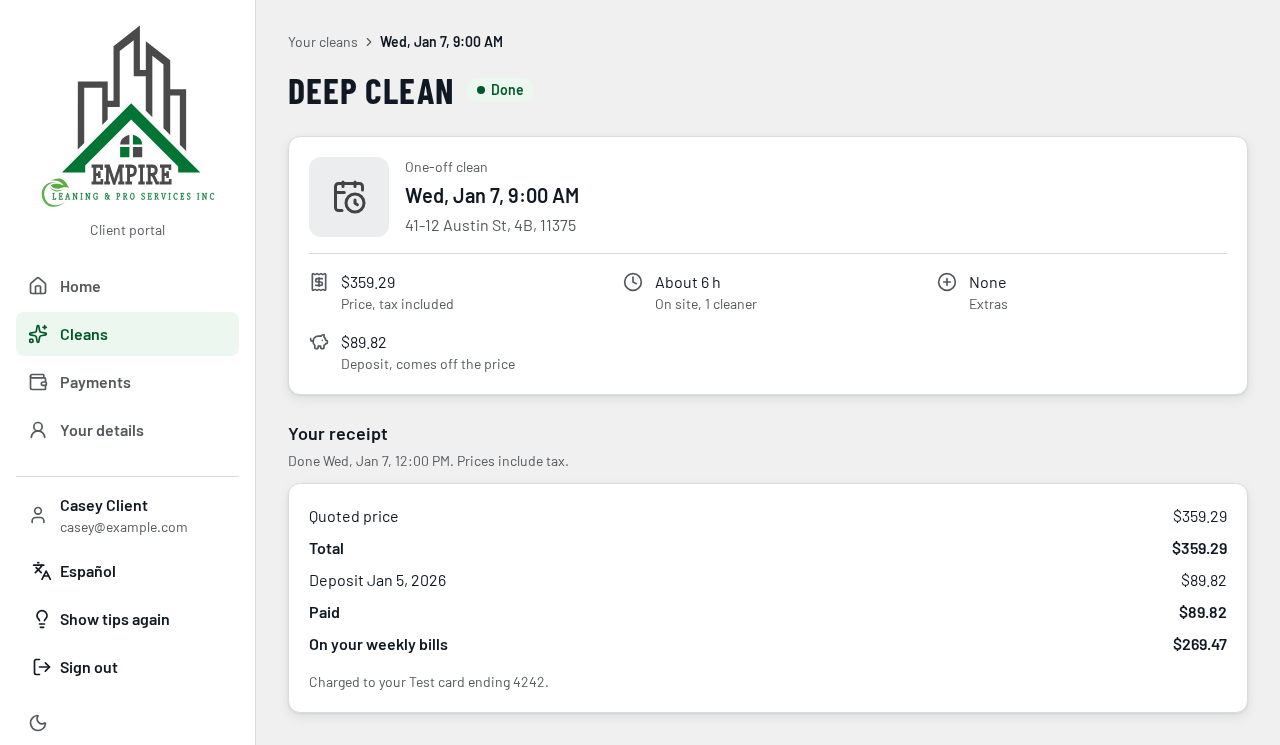 EMPIRE
LEANING & PRO SERVICES INC
Client portal
Home
Cleans
Payments
Your details
Casey Client
casey@example.com
Español
Show tips again
Sign out
Your cleans
Wed, Jan 7, 9:00 AM
DEEP CLEAN
Done
One-off clean
Wed, Jan 7, 9:00 AM
41-12 Austin St, 4B, 11375
$359.29
Price, tax included
About 6 h
On site, 1 cleaner
None
Extras
$89.82
Deposit, comes off the price
Your receipt
Done Wed, Jan 7, 12:00 PM. Prices include tax.
Quoted price $359.29
Total $359.29
Deposit Jan 5, 2026 $89.82
Paid $89.82
On your weekly bills $269.47
Charged to your Test card ending 4242.